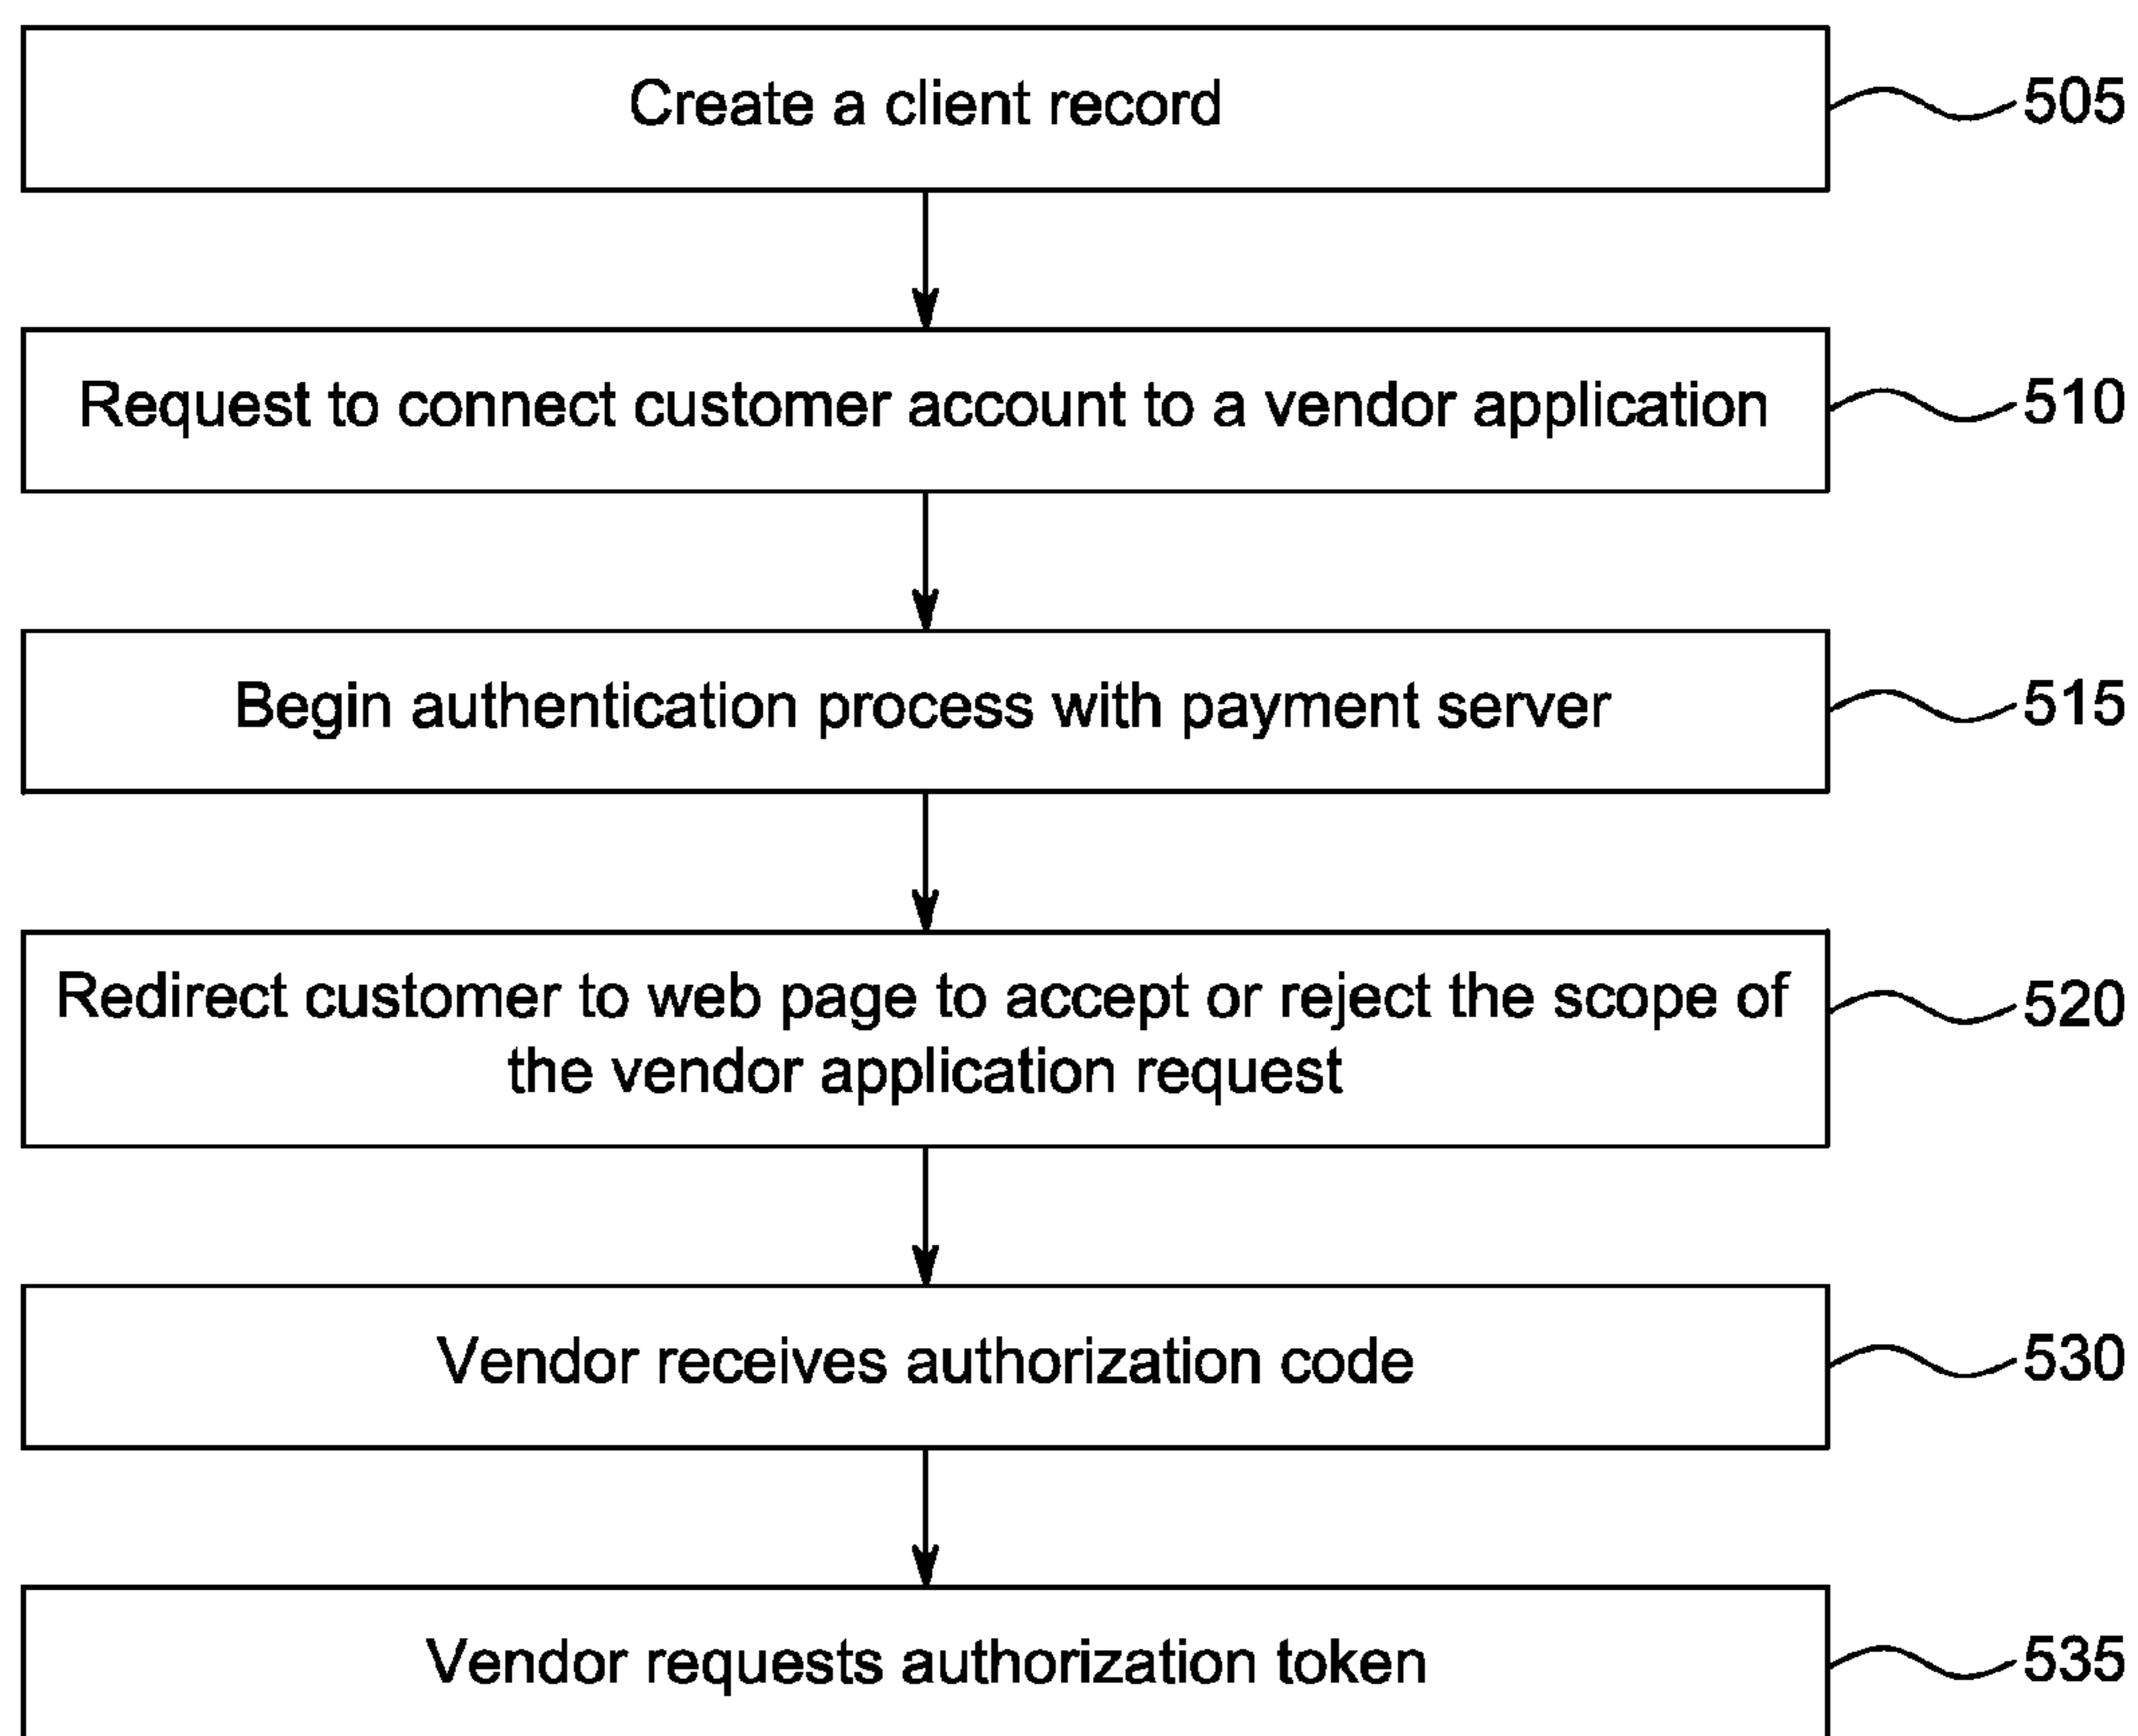 Create a client record
505
Request to connect customer account to a vendor application
510
Begin authentication process with payment server
515
Redirect customer to web page to accept or reject the scope of
the vendor application request
520
Vendor receives authorization code
530
Vendor requests authorization token
535